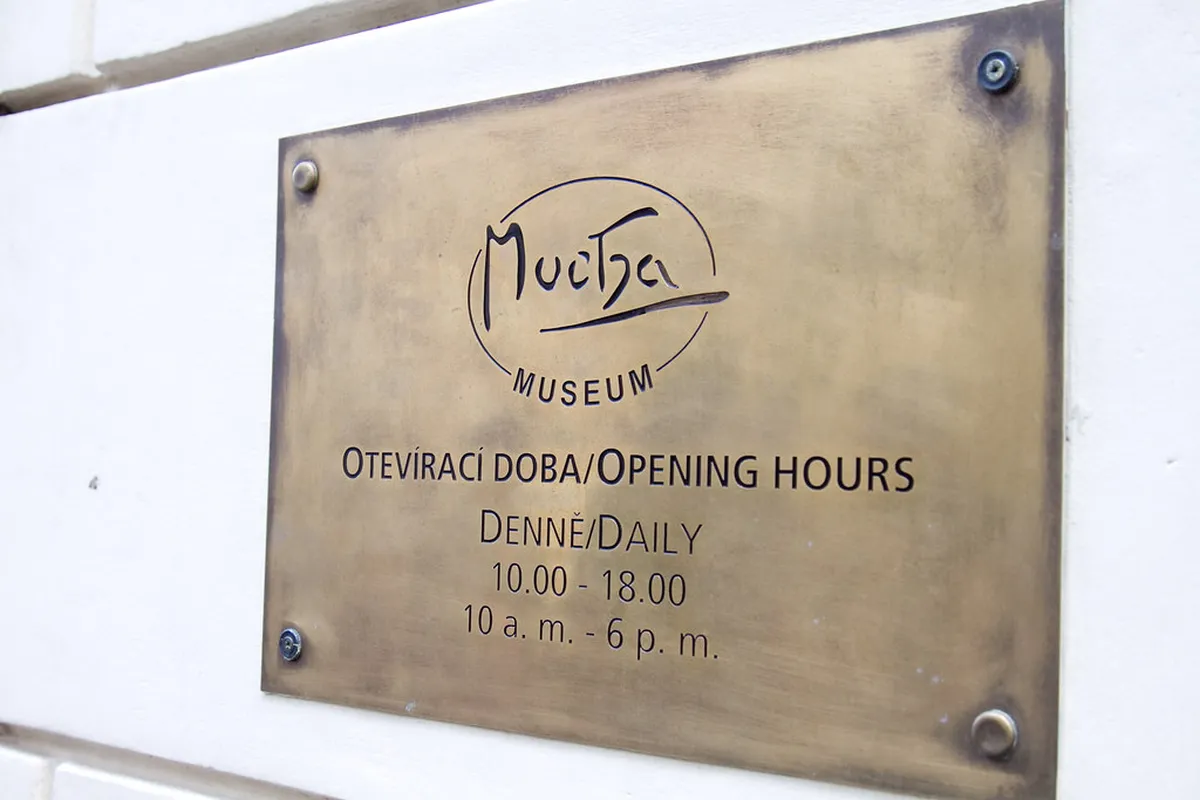 Mucha
MUSEUM
OTEVÍRACÍ DOBA/OPENING HOURS
DENNĚ/DAILY
10.00 - 18.00
10 a. m. - 6 p. m.